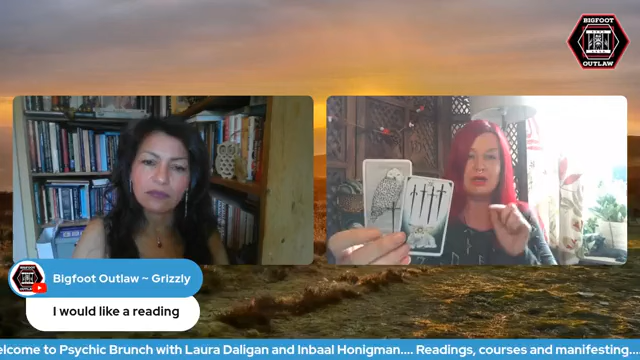 BIGFOOT
OUTLAW
Bigfoot Outlaw ~ Grizzly
I would like a reading
elcome to Psychic Brunch with Laura Daligan and Inbaal Honigman.... Readings, courses and manifesting...